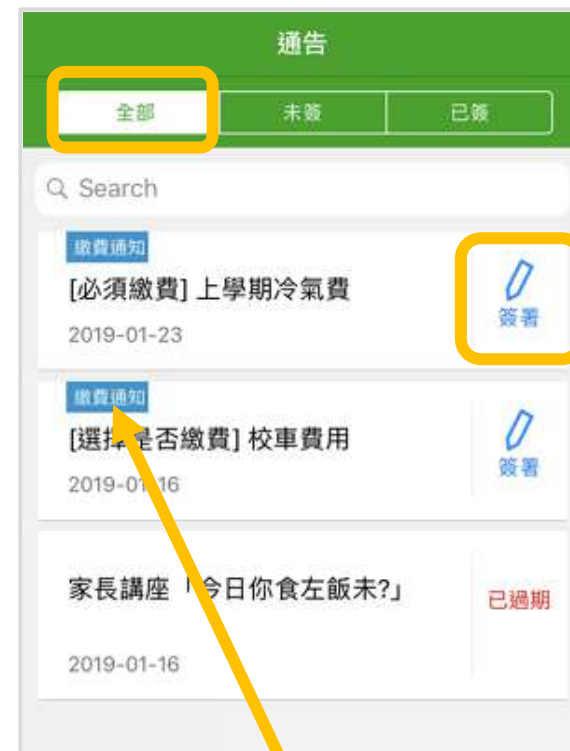 通告
全部 未簽 已簽
Search
繳費通知
[必須繳費] 上學期冷氣費
簽署
2019-01-23
繳費通知
[選擇是否繳費] 校車費用
簽署
2019-01-16
家長講座「今日你食左飯未?」
已過期
2019-01-16